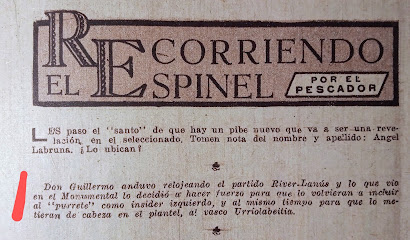 RECORRIENDO
EL ESPINEL
POR EL
PESCADOR
LES paso el "santo" de que hay un pibe nuevo que va a ser una reve-
lación, en el seleccionado. Tomen nota del nombre y apellido: Angel
Labruna. ¿Lo ubican?
Don Guillermo anduvo relojeando el partido River-Lanús y lo que vio
en el Monumental lo decidió a hacer fuerza para que lo volvieran a incluir
al "purrete" como insider izquierdo, y al mismo tiempo para que lo me-
tieran de cabeza en el plantel, al vasco Urriolabeitia.